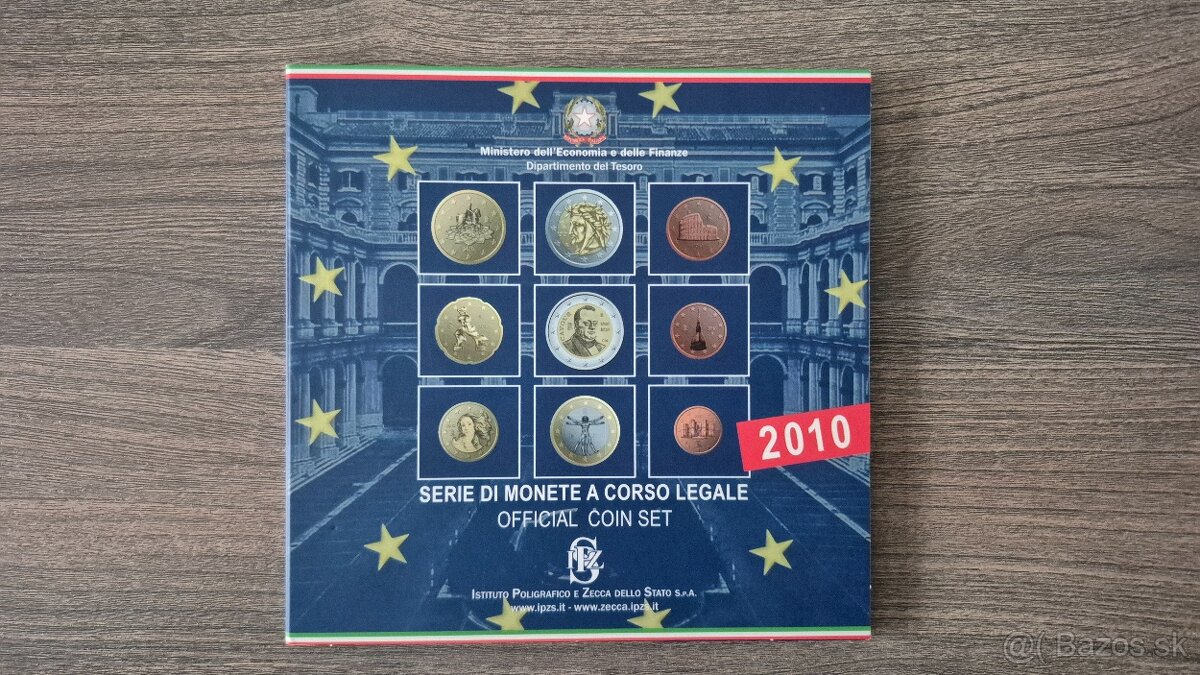 Ministero dell'Economia e delle Finanze
Dipartimento del Tesoro
2010
SERIE DI MONETE A CORSO LEGALE
OFFICIAL COIN SET
IPZS
ISTITUTO POLIGRAFICO E ZECCA DELLO STATO S.P.A.
www.ipzs.it - www.zecca.ipzs.it
@( Bazos.sk